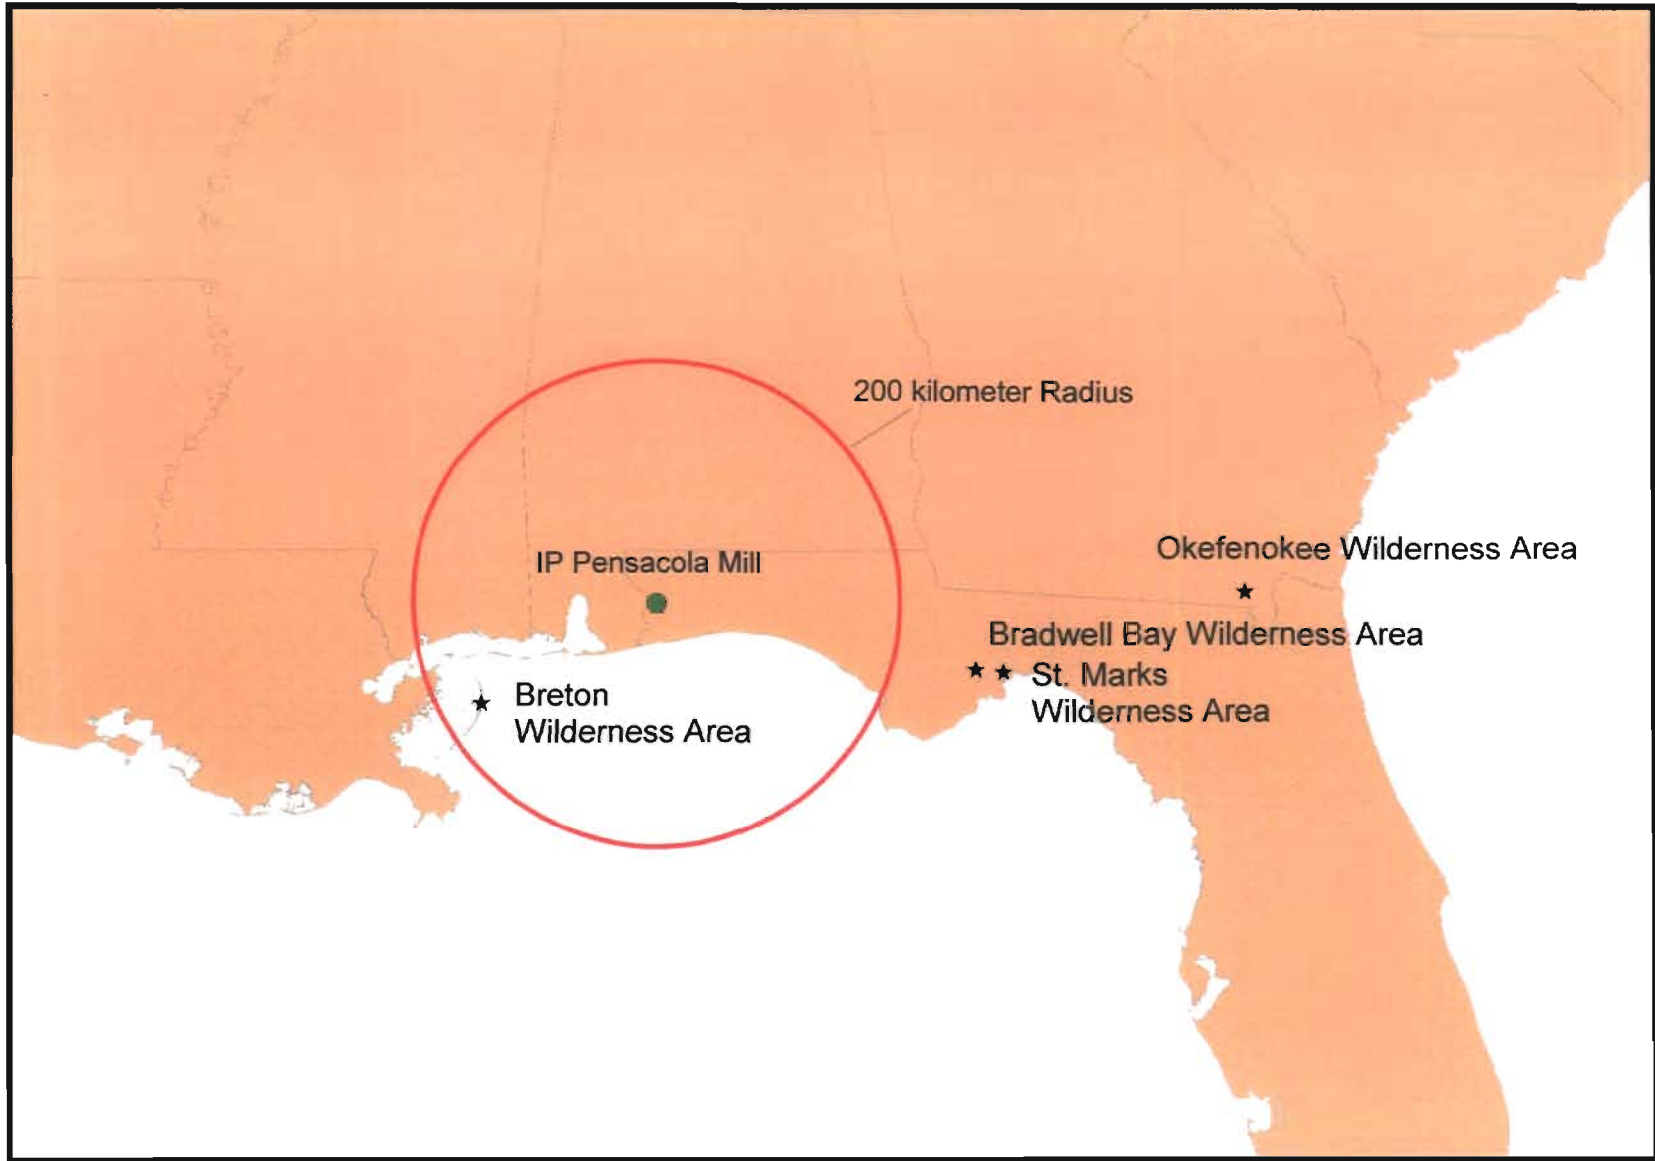 200 kilometer Radius
IP Pensacola Mill
Okefenokee Wilderness Area
Bradwell Bay Wilderness Area
St. Marks
Wilderness Area
Breton
Wilderness Area